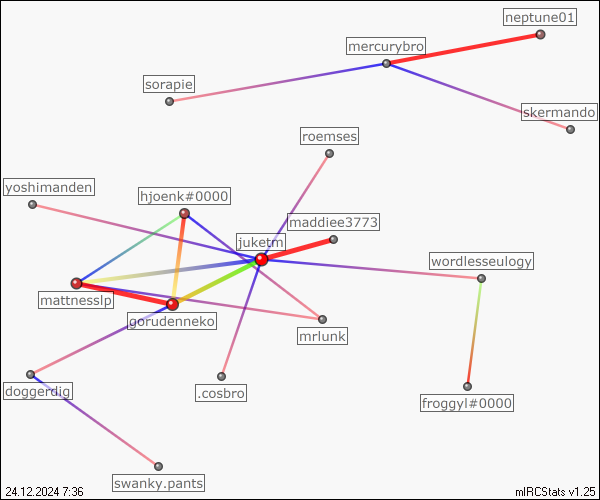 neptune01
mercurybro
sorapie
skermando
roemses
yoshimanden
hjoenk#0000
maddiee3773
juketm
wordlesseulogy
mattnesslp
gorudenneko
mrlunk
doggerdig
.cosbro
froggyl#0000
swanky.pants
24.12.2024 7:36
mIRCStats v1.25